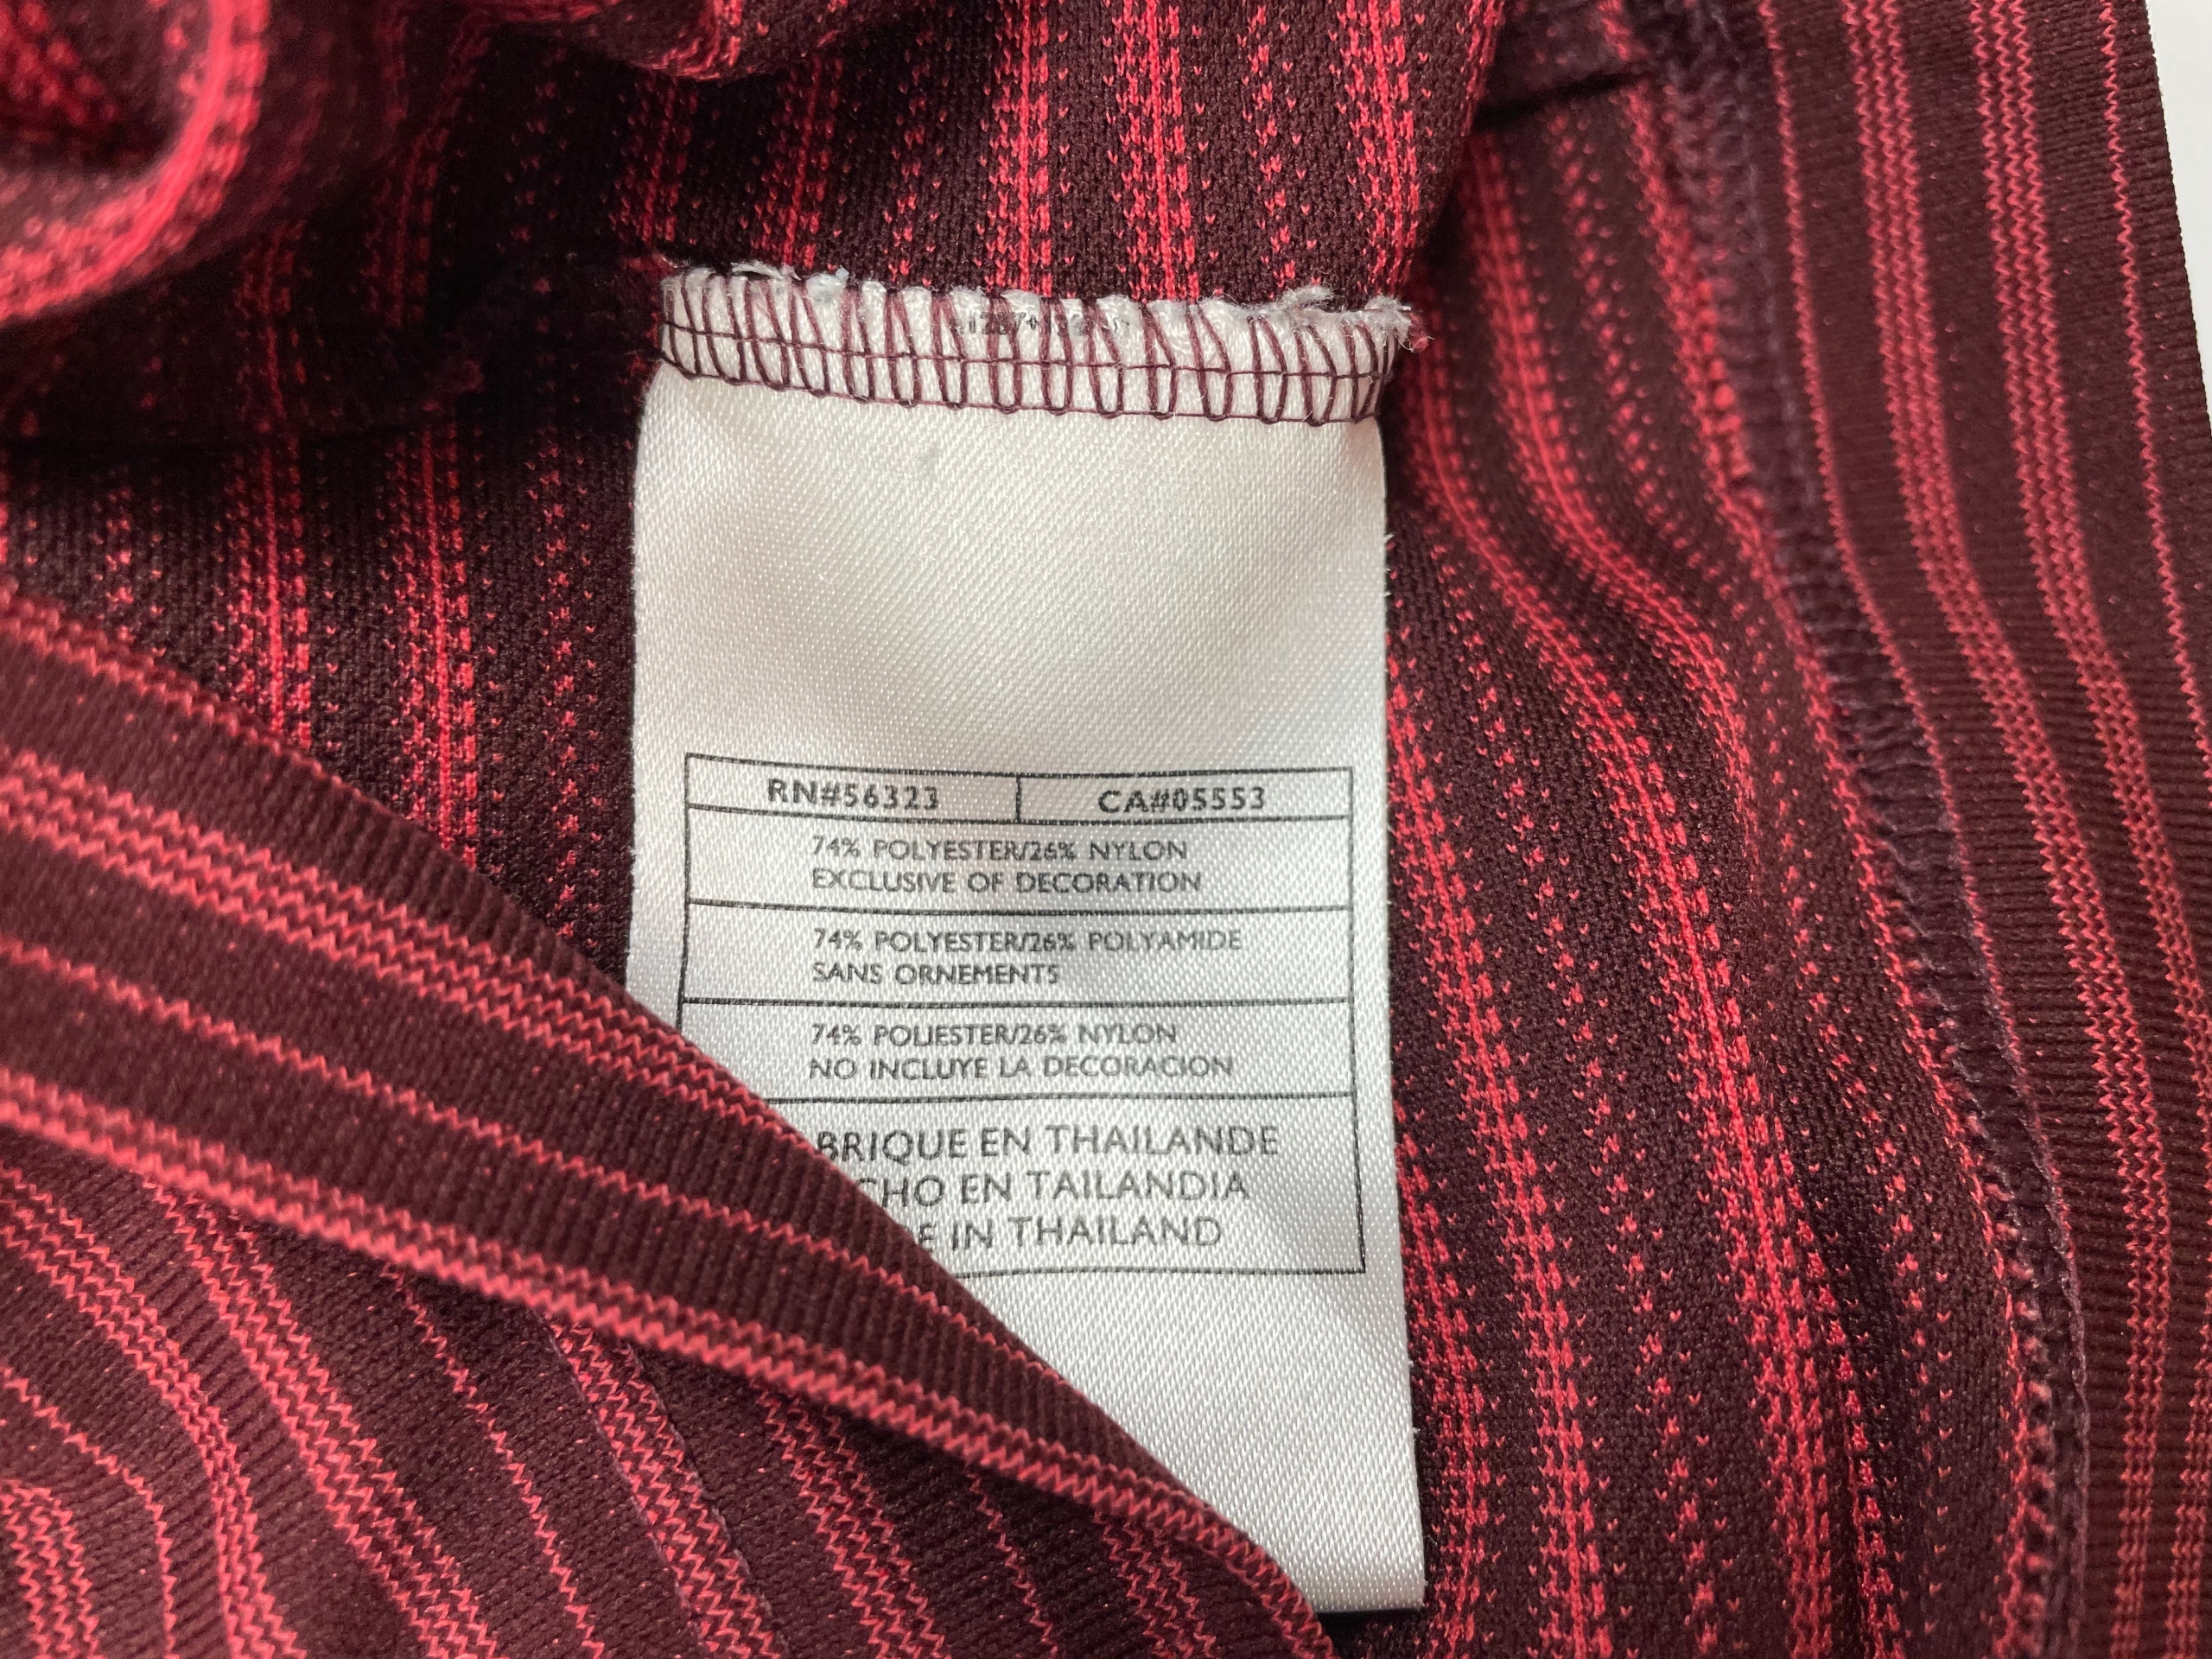 RN#56323 CA#05553
74% POLYESTER/26% NYLON
EXCLUSIVE OF DECORATION
74% POLYESTER/26% POLYAMIDE
SANS ORNEMENTS
74% POLIESTER/26% NYLON
NO INCLUYE LA DECORACION
BRIQUE EN THAILANDE
CHO EN TAILANDIA
E IN THAILAND